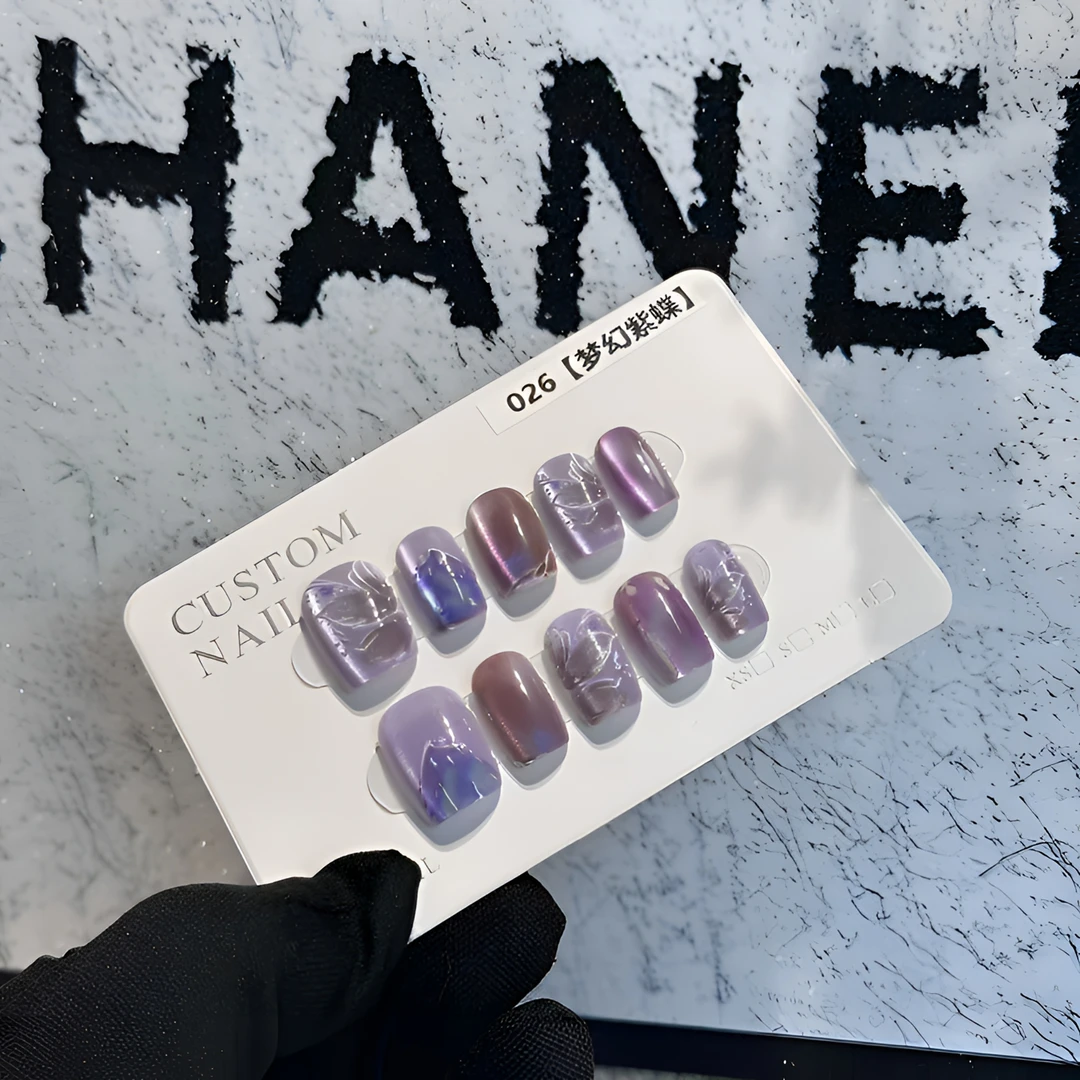 HANE
026【梦幻紫蝶】
CUSTOM
NAIL
XS□ S□ M□ L□
L